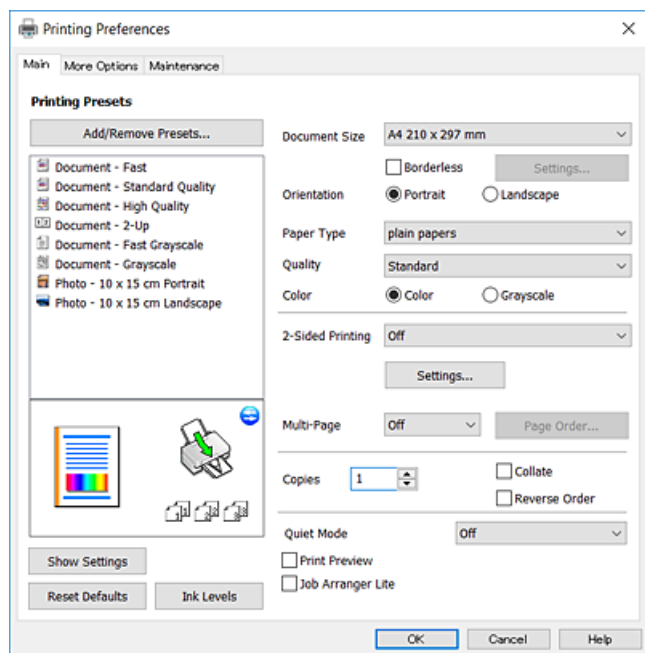 Printing Preferences
Main More Options Maintenance
Printing Presets
Add/Remove Presets...
Document - Fast
Document - Standard Quality
Document - High Quality
Document - 2-Up
Document - Fast Grayscale
Document - Grayscale
Photo - 10 x 15 cm Portrait
Photo - 10 x 15 cm Landscape
Show Settings
Reset Defaults Ink Levels
Document Size A4 210 x 297 mm
Borderless Settings...
Orientation Portrait Landscape
Paper Type plain papers
Quality Standard
Color Color Grayscale
2-Sided Printing Off
Settings...
Multi-Page Off Page Order...
Copies 1 Collate
Reverse Order
Quiet Mode Off
Print Preview
Job Arranger Lite
OK Cancel Help